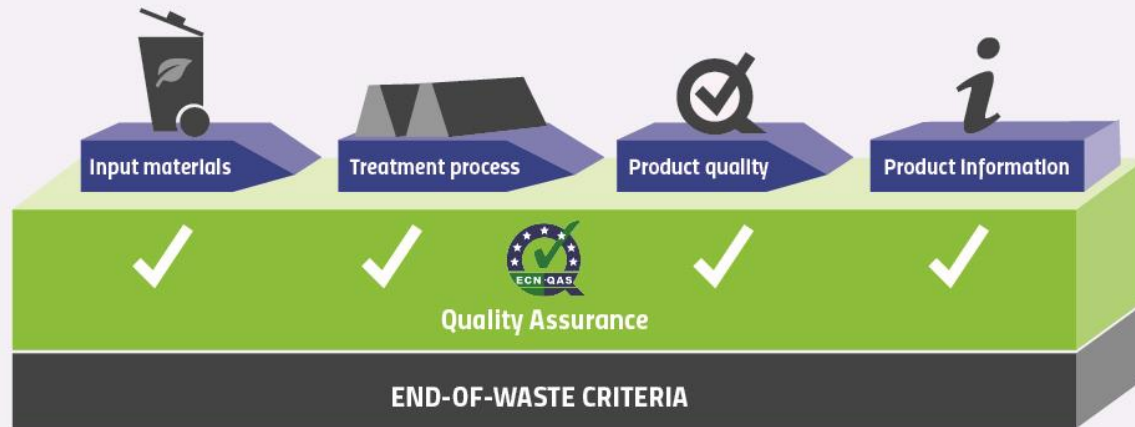 Input materials
Treatment process
Product quality
Product Information
ECN-QAS
Quality Assurance
END-OF-WASTE CRITERIA